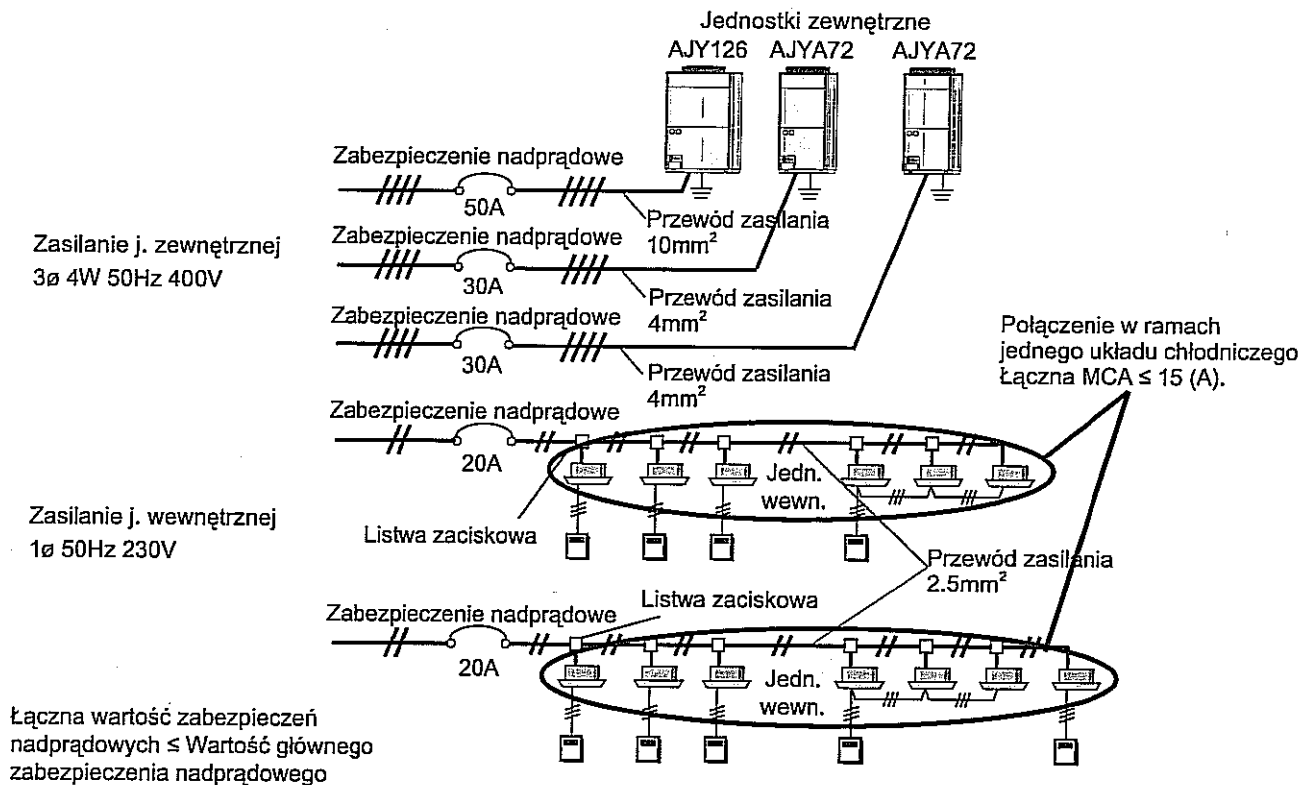 Jednostki zewnętrzne
AJY126 AJYA72 AJYA72
Zabezpieczenie nadprądowe
50A
Przewód zasilania
10mm²
Zasilanie j. zewnętrznej
3ø 4W 50Hz 400V
Zabezpieczenie nadprądowe
30A
Przewód zasilania
4mm²
Zabezpieczenie nadprądowe
30A
Przewód zasilania
4mm²
Połączenie w ramach
jednego układu chłodniczego
Łączna MCA ≤ 15 (A).
Zabezpieczenie nadprądowe
20A
Jedn.
wewn.
Zasilanie j. wewnętrznej
1ø 50Hz 230V
Listwa zaciskowa
Przewód zasilania
2.5mm²
Zabezpieczenie nadprądowe
Listwa zaciskowa
20A
Jedn.
wewn.
Łączna wartość zabezpieczeń
nadprądowych ≤ Wartość głównego
zabezpieczenia nadprądowego